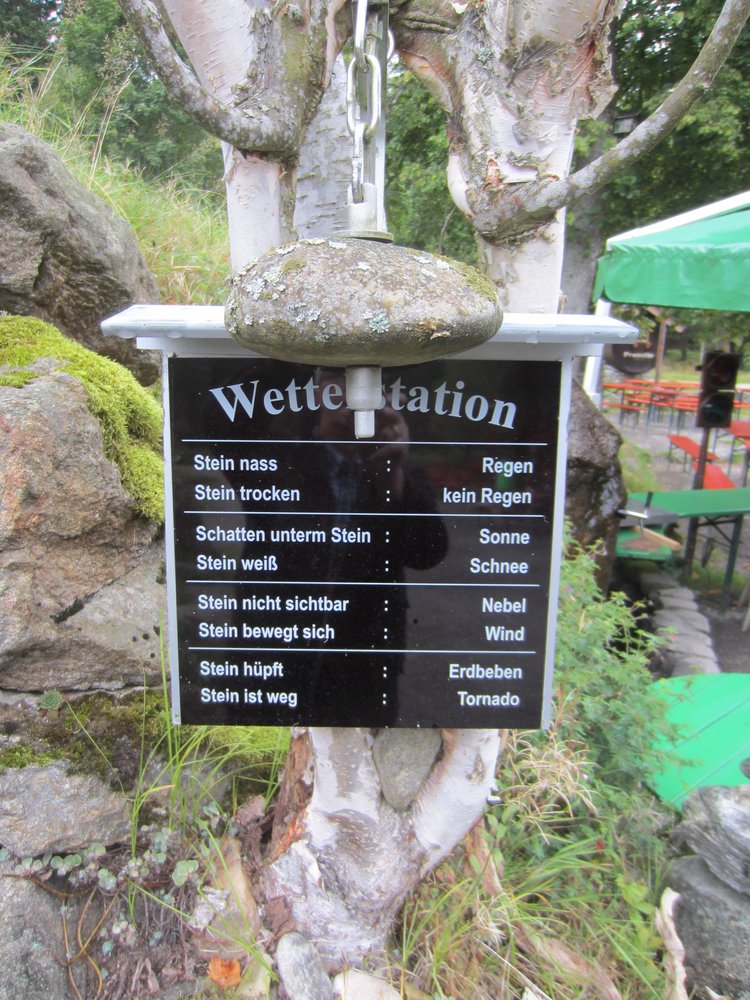 Wetterstation
Stein nass : Regen
Stein trocken : kein Regen
Schatten unterm Stein : Sonne
Stein weiß : Schnee
Stein nicht sichtbar : Nebel
Stein bewegt sich : Wind
Stein hüpft : Erdbeben
Stein ist weg : Tornado